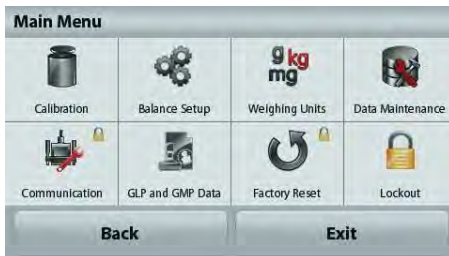 Main Menu
g kg
mg
Calibration
Balance Setup
Weighing Units
Data Maintenance
Communication
GLP and GMP Data
Factory Reset
Lockout
Back
Exit